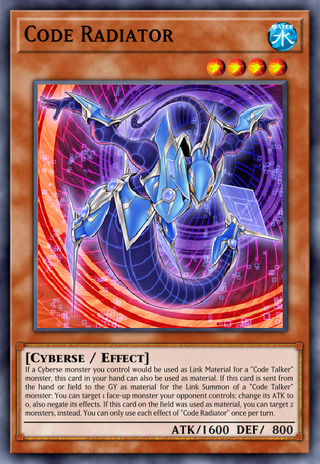 Code Radiator
WATER
水
[Cyberse / Effect]
If a Cyberse monster you control would be used as Link Material for a "Code Talker"
monster, this card in your hand can also be used as material. If this card is sent from the
hand or field to the GY as material for the Link Summon of a "Code Talker"
monster: You can target 1 face-up monster your opponent controls; change its ATK to
0, also negate its effects. If this card on the field was used as material, you can target 2
monsters, instead. You can only use each effect of "Code Radiator" once per turn.
ATK/1600 DEF/ 800